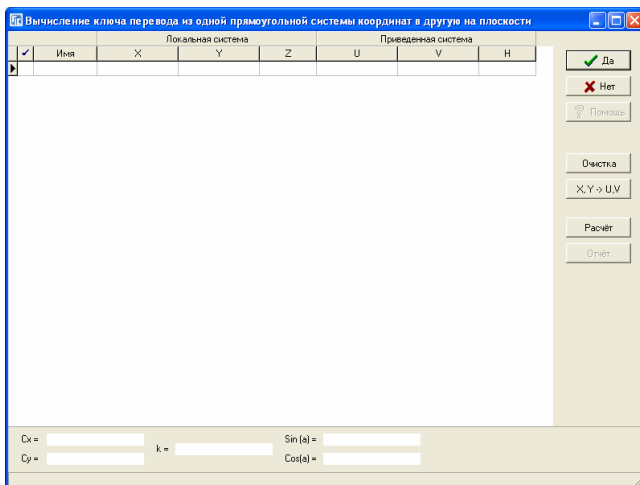 Вычисление ключа перевода из одной прямоугольной системы координат в другую на плоскости
Локальная система Приведенная система
Имя X Y Z U V H
Да
Нет
Помощь
Очистка
X, Y -> U,V
Расчёт
Отчёт
Cx = k = Sin (a) =
Cy = Cos(a) =